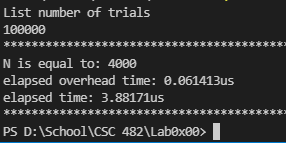 List number of trials
100000
****************************************
N is equal to: 4000
elapsed overhead time: 0.061413us
elapsed time: 3.88171us
****************************************
PS D:\School\CSC 482\Lab0x00>